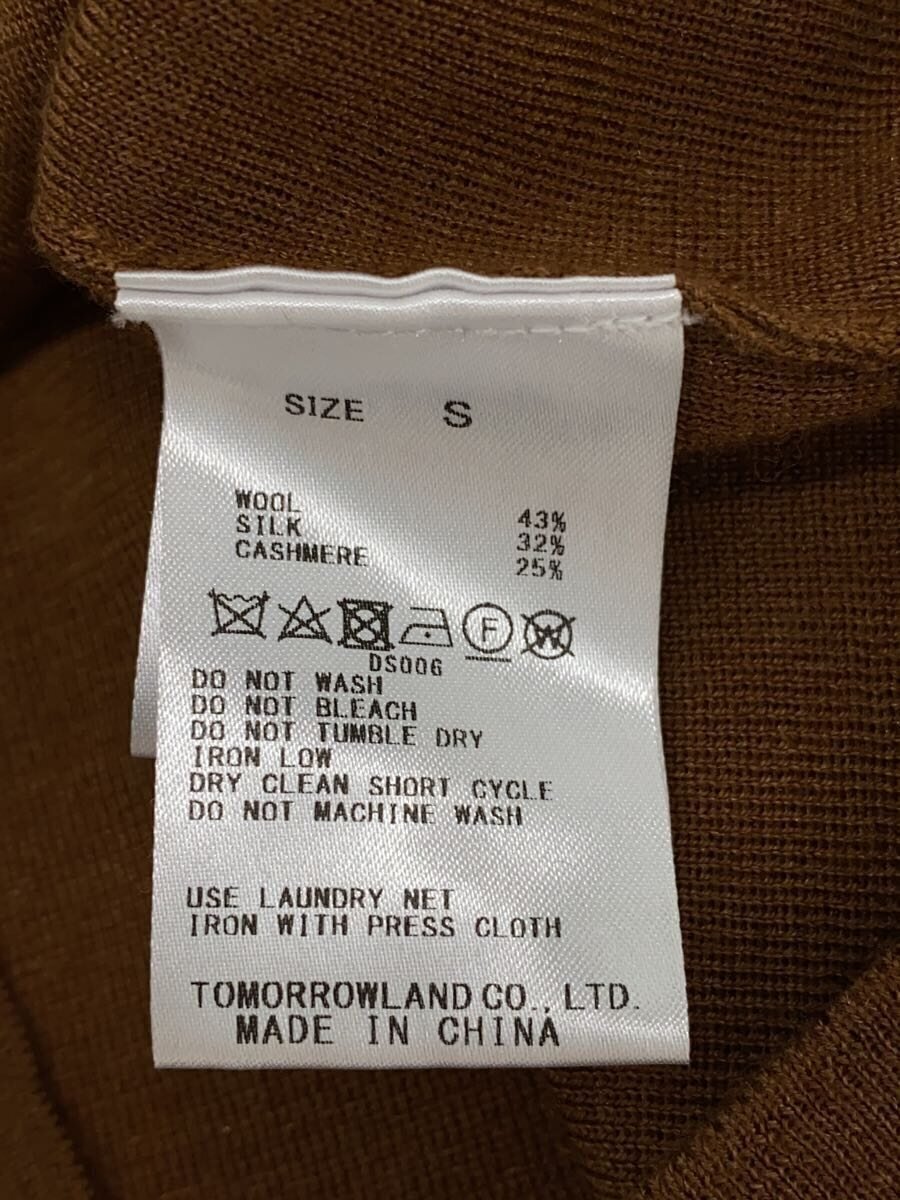 SIZE S
WOOL 43%
SILK 32%
CASHMERE 25%
F W
DS006
DO NOT WASH
DO NOT BLEACH
DO NOT TUMBLE DRY
IRON LOW
DRY CLEAN SHORT CYCLE
DO NOT MACHINE WASH
USE LAUNDRY NET
IRON WITH PRESS CLOTH
TOMORROWLAND CO., LTD.
MADE IN CHINA